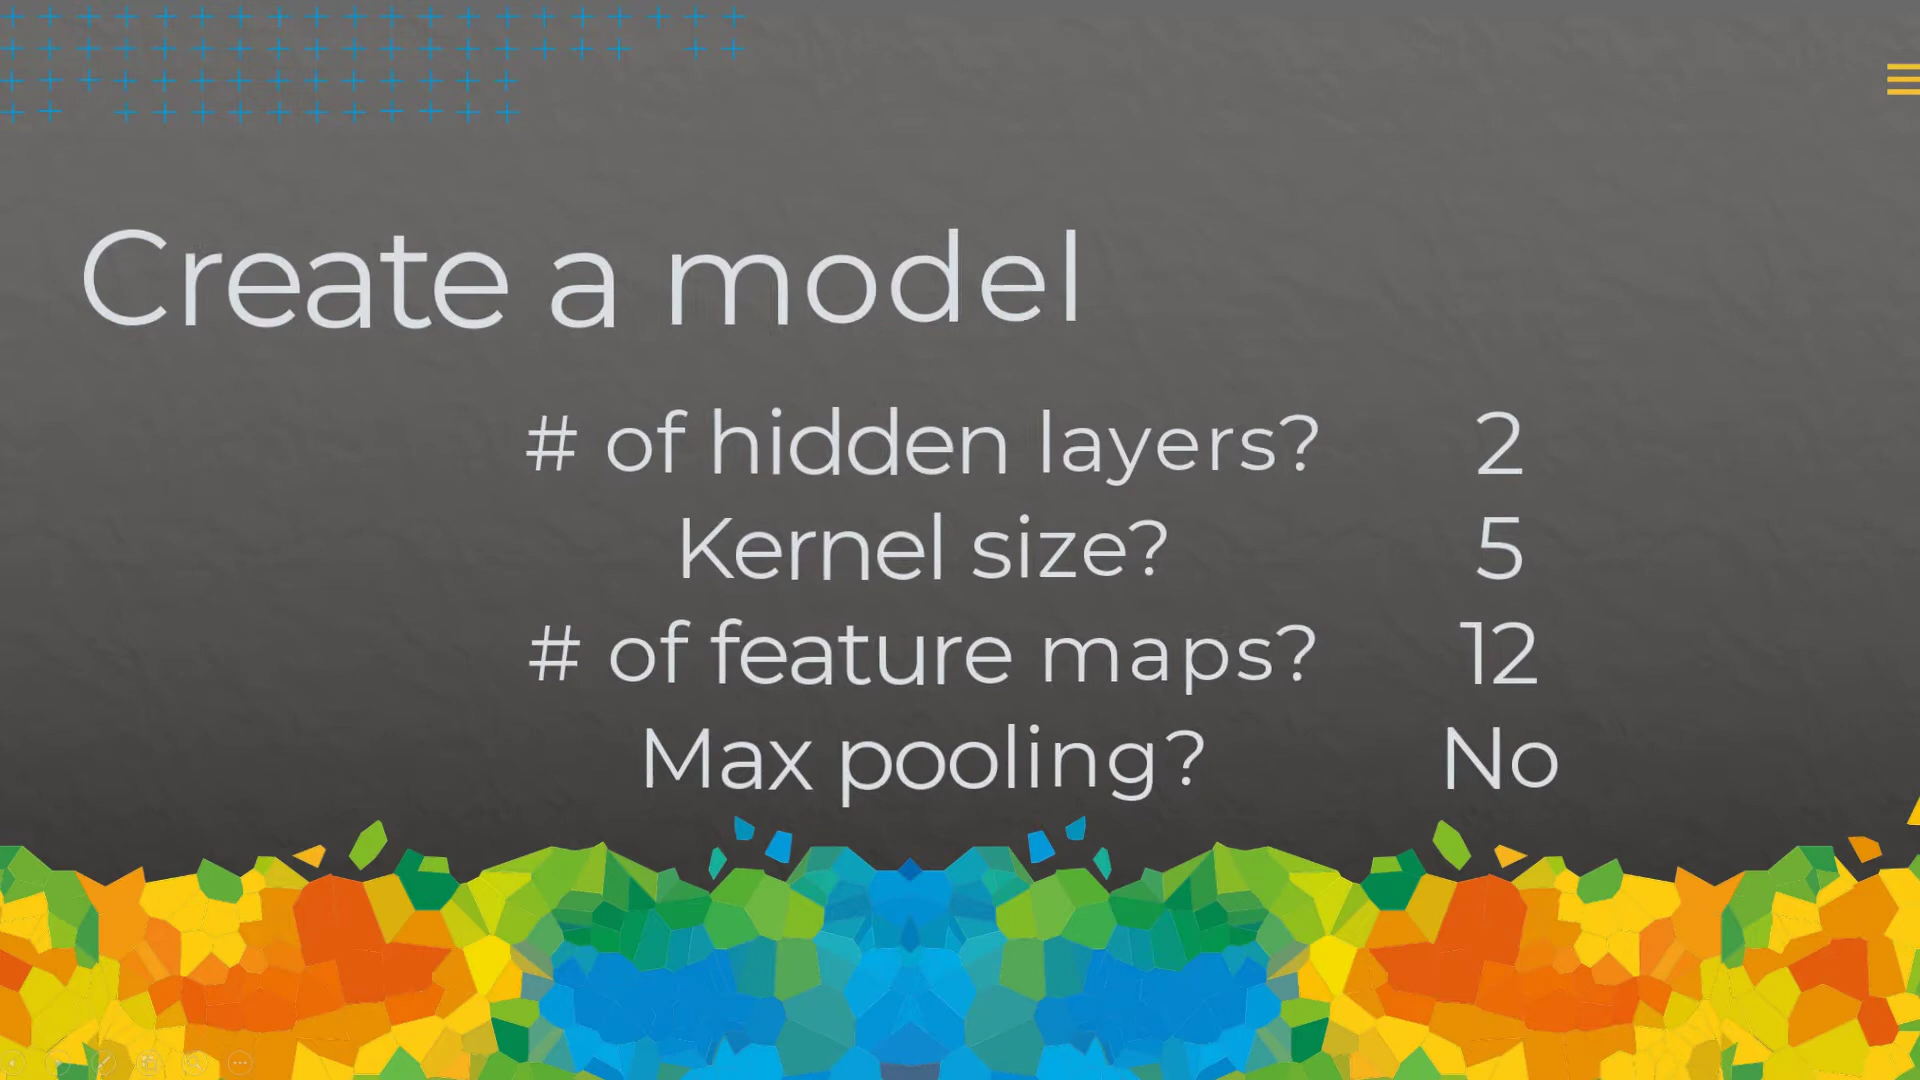 Create a model
# of hidden layers? 2
Kernel size? 5
# of feature maps? 12
Max pooling? No